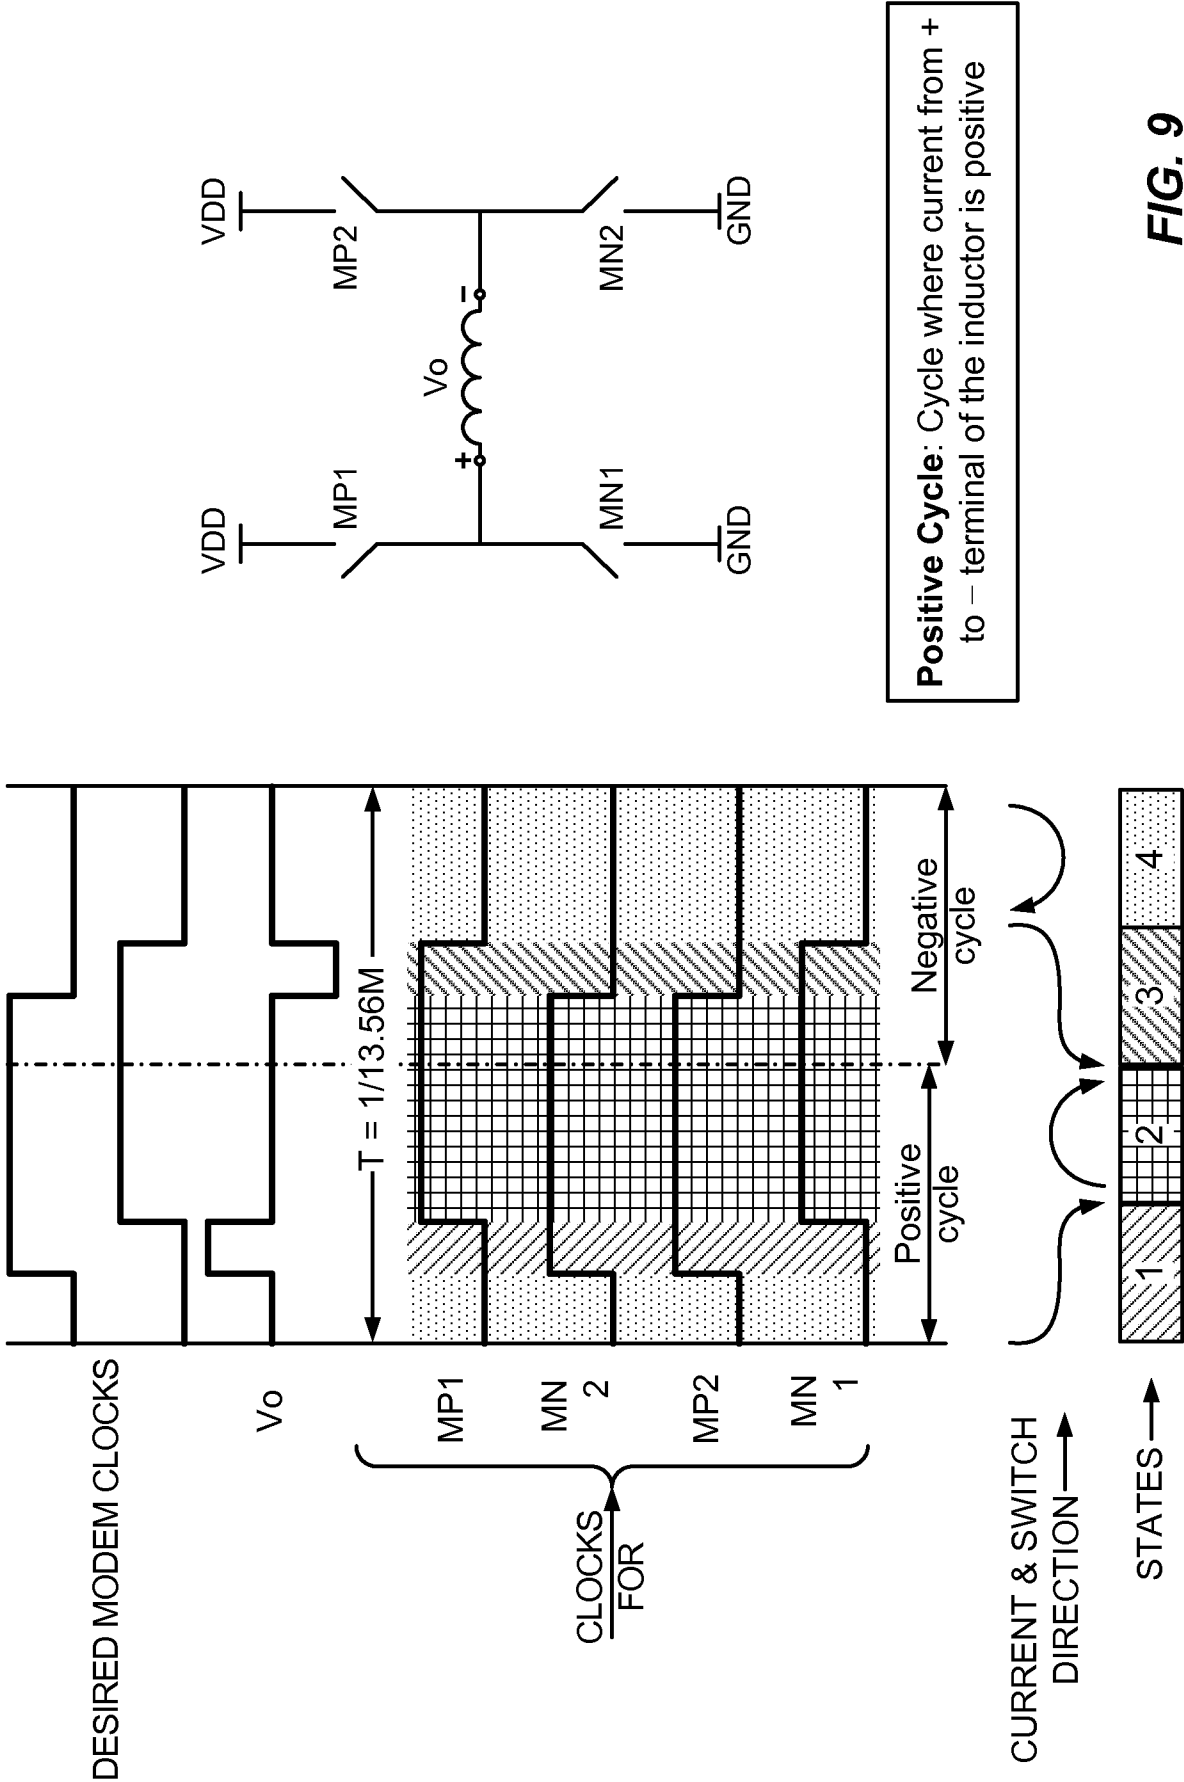 DESIRED MODEM CLOCKS
Vo
T = 1/13.56M
CLOCKS
FOR
MP1
MN
2
MP2
MN
1
Positive
cycle
Negative
cycle
CURRENT & SWITCH
DIRECTION
STATES
1
2
3
4
VDD
VDD
MP1
MP2
Vo
+
–
MN1
MN2
GND
GND
Positive Cycle: Cycle where current from +
to – terminal of the inductor is positive
FIG. 9